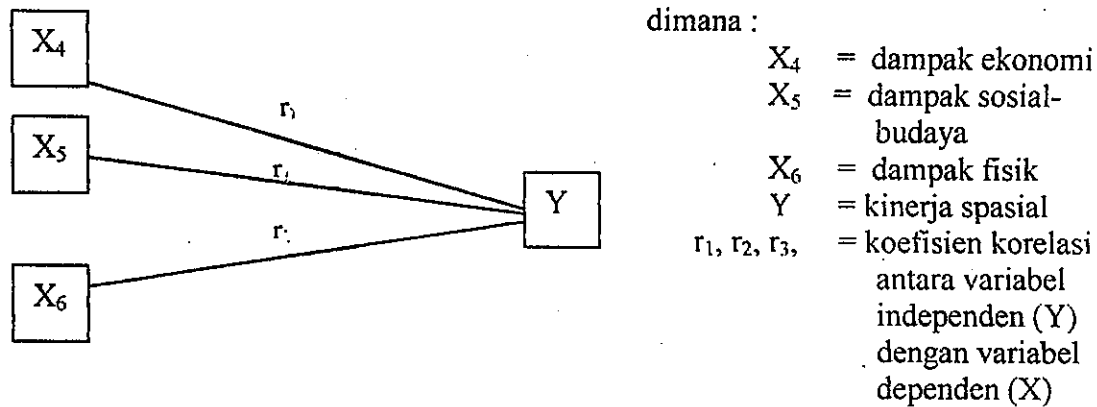 X₄
X₅
X₆
Y
dimana :
X₄ = dampak ekonomi
X₅ = dampak sosial-
budaya
X₆ = dampak fisik
Y = kinerja spasial
r₁, r₂, r₃, = koefisien korelasi
antara variabel
independen (Y)
dengan variabel
dependen (X)